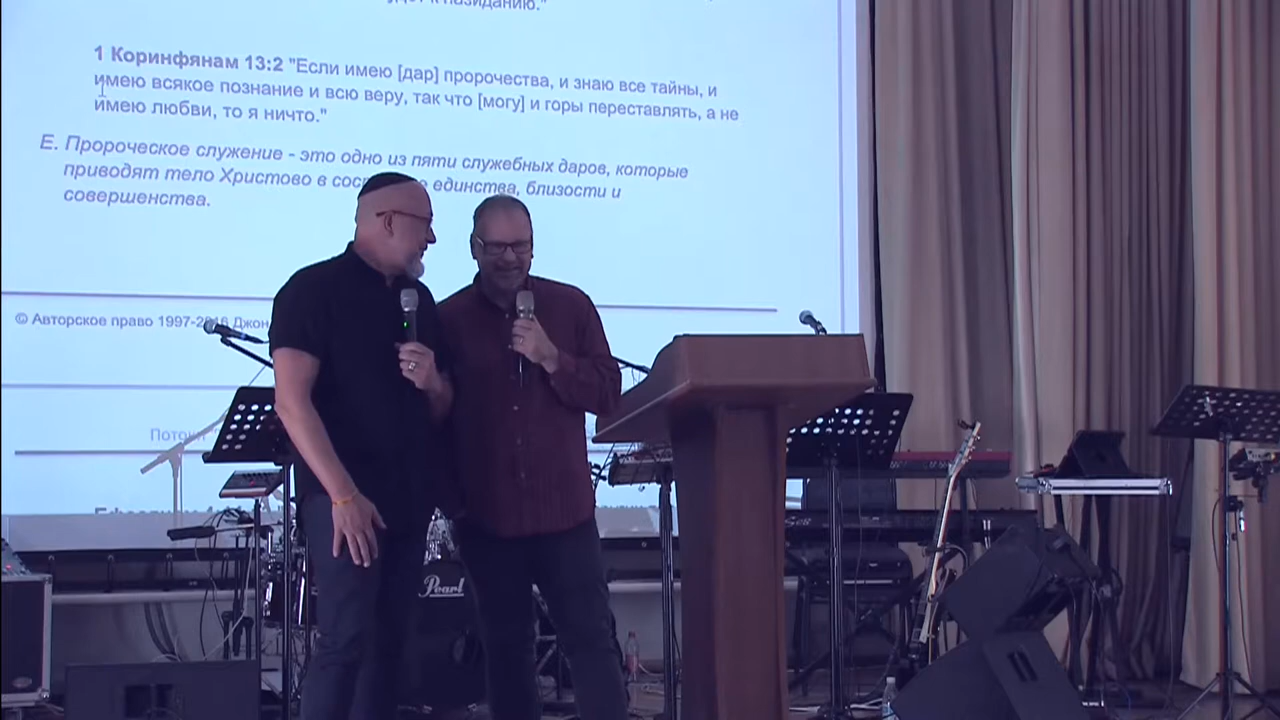 к назиданию."
1 Коринфянам 13:2 "Если имею [дар] пророчества, и знаю все тайны, и
имею всякое познание и всю веру, так что [могу] и горы переставлять, а не
имею любви, то я ничто."
E. Пророческое служение - это одно из пяти служебных даров, которые
приводят тело Христово в единства, близости и
совершенства.
© Авторское право 1997-2016 Джон
Pearl